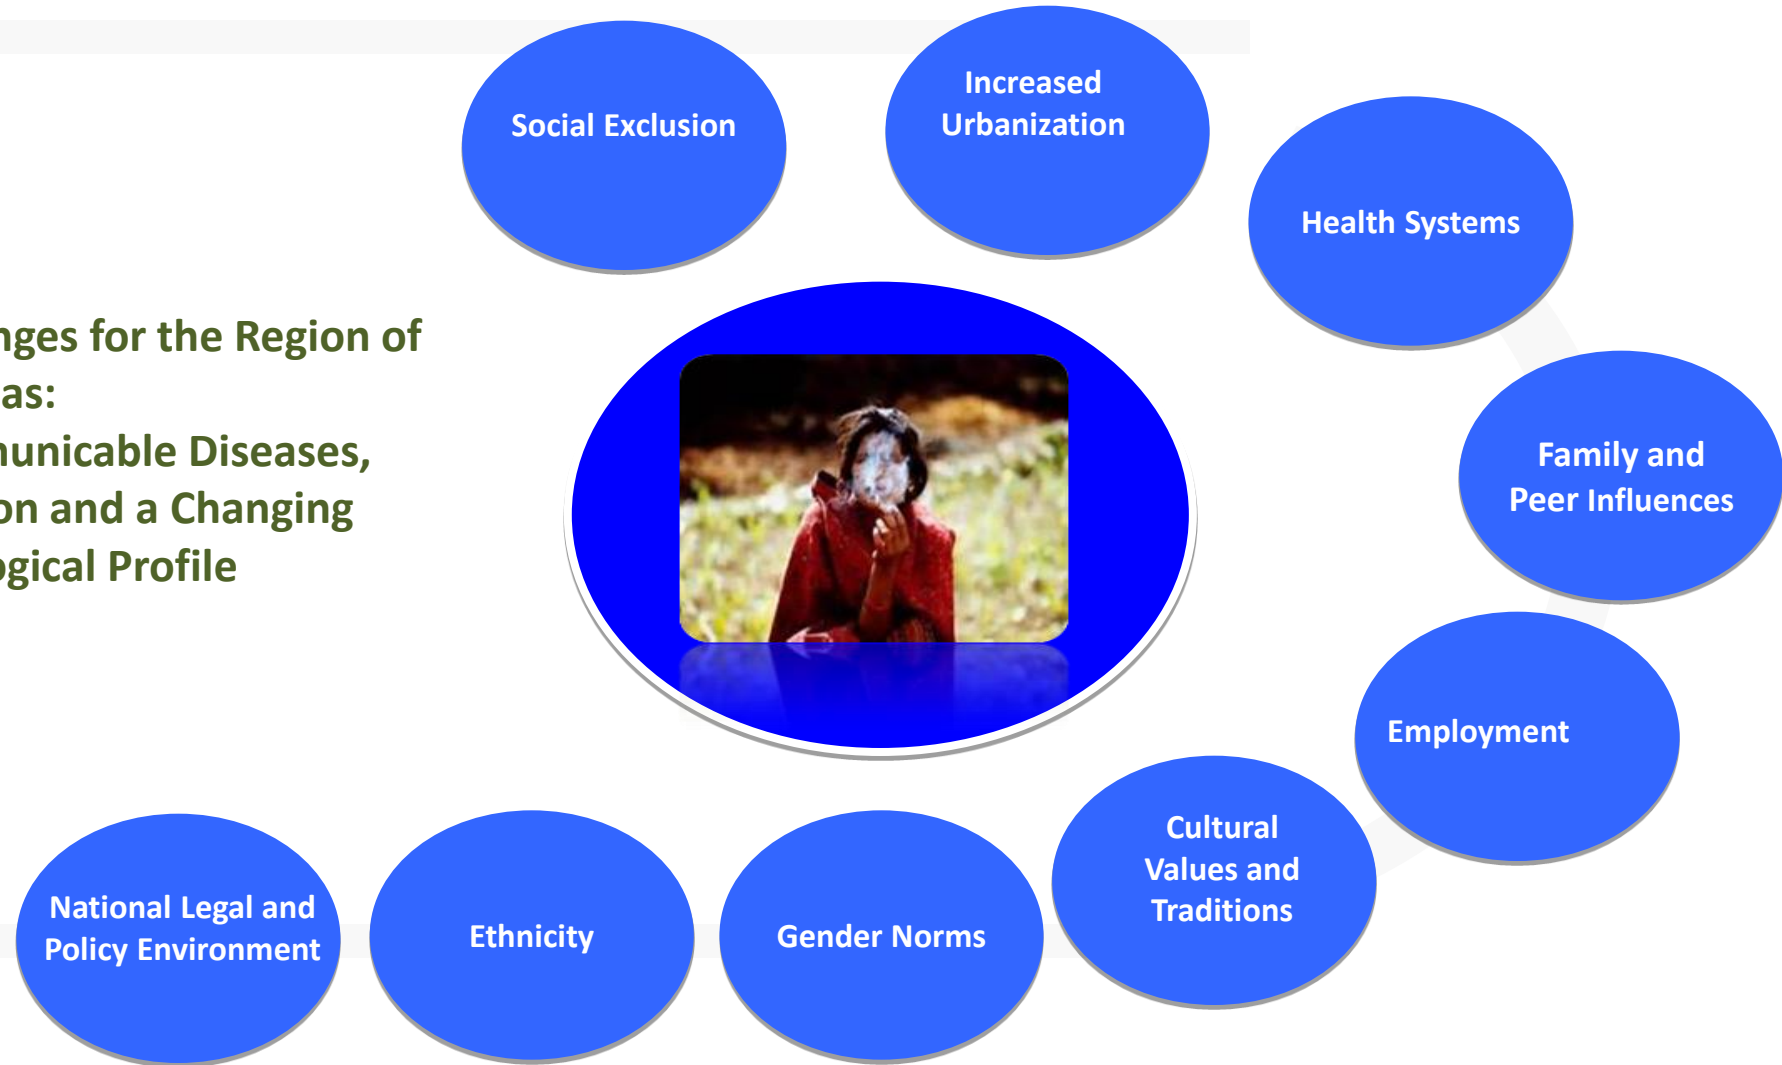 Social Exclusion
Increased
Urbanization
Health Systems
nges for the Region of
as:
unicable Diseases,
on and a Changing
gical Profile
Family and
Peer Influences
Employment
Cultural
Values and
Traditions
National Legal and
Policy Environment
Ethnicity
Gender Norms